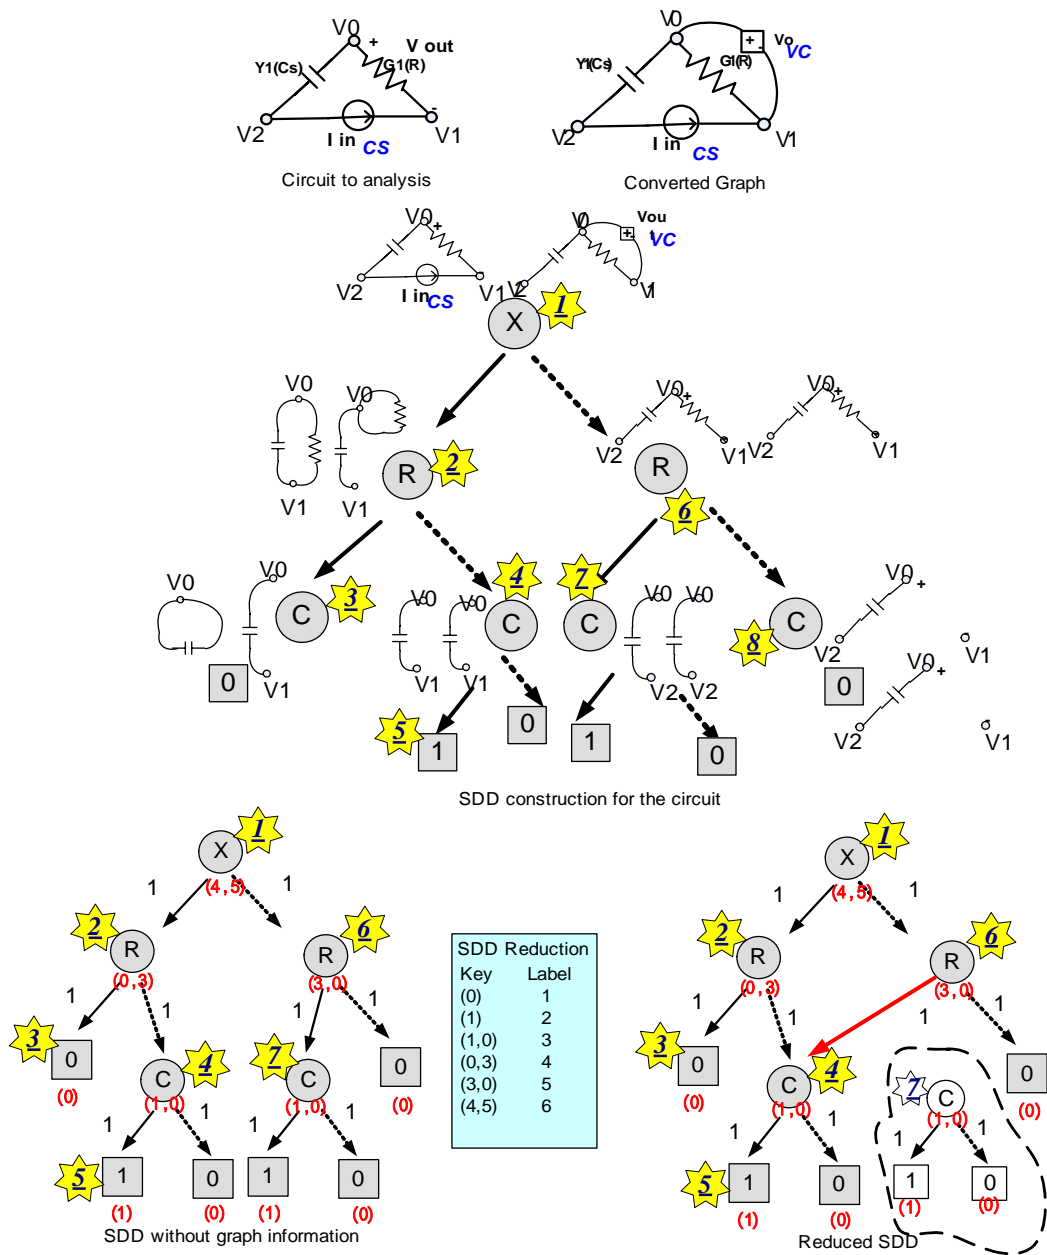 V0
+
V out
Y1(Cs)
G1(R)
-
V2
I in
CS
V1
Circuit to analysis
V0
+
-
Vo
VC
Y1(Cs)
G1(R)
V2
I in
CS
V1
Converted Graph
V0
+
V2
I in
CS
V1
V0
+
-
Vou
t
VC
V2
V1
X
1
V0
V1
V0
V1
R
2
V0
+
V2
V1
V0
+
V2
V1
R
6
V0
V0
V1
C
3
0
V0
V0
V1
V1
4
C
7
C
V0
V0
V2
V2
8
C
V0
+
V2
V1
0
V0
+
V2
V1
5
1
0
1
0
SDD construction for the circuit
X
1
(4,5)
1
1
2
R
(0,3)
R
6
(3,0)
1
1
1
1
3
0
(0)
C
4
(1,0)
7
C
(1,0)
0
(0)
1
1
1
1
5
1
(1)
0
(0)
1
(1)
0
(0)
SDD without graph information
SDD Reduction
Key Label
(0) 1
(1) 2
(1,0) 3
(0,3) 4
(3,0) 5
(4,5) 6
X
1
(4,5)
1
1
2
R
(0,3)
R
6
(3,0)
1
1
1
1
3
0
(0)
C
4
(1,0)
7
C
(1,0)
0
(0)
1
1
1
1
5
1
(1)
0
(0)
1
(1)
0
(0)
Reduced SDD